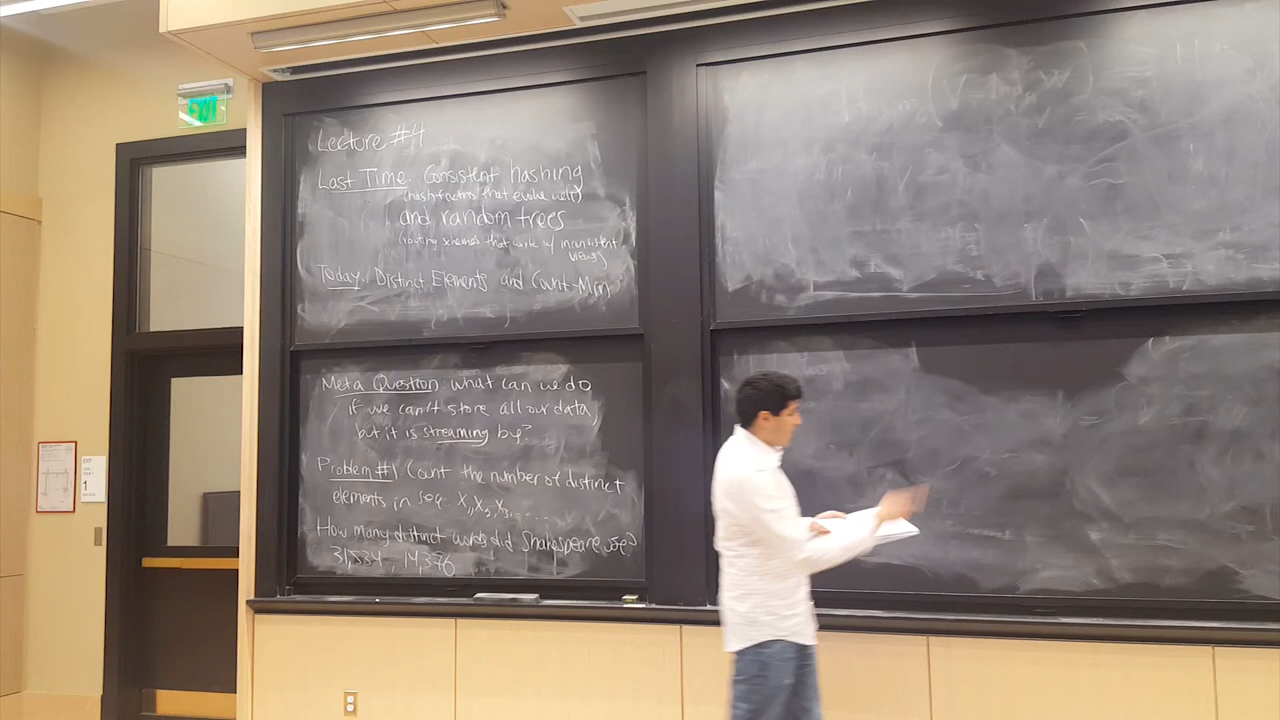 EXIT
Lecture #4
Last Time: Consistent hashing
(hash functions that evolve well)
and random trees
(routing schemes that work w/ inconsistent
views)
Today: Distinct Elements and Count-Min
Meta Question: what can we do
if we can't store all our data,
but it is streaming by?
Problem #1 Count the number of distinct
elements in seq. X₁, X₂, X₃, .....
How many distinct words did Shakespeare use?
31,534 , 14,376
EXIT
1